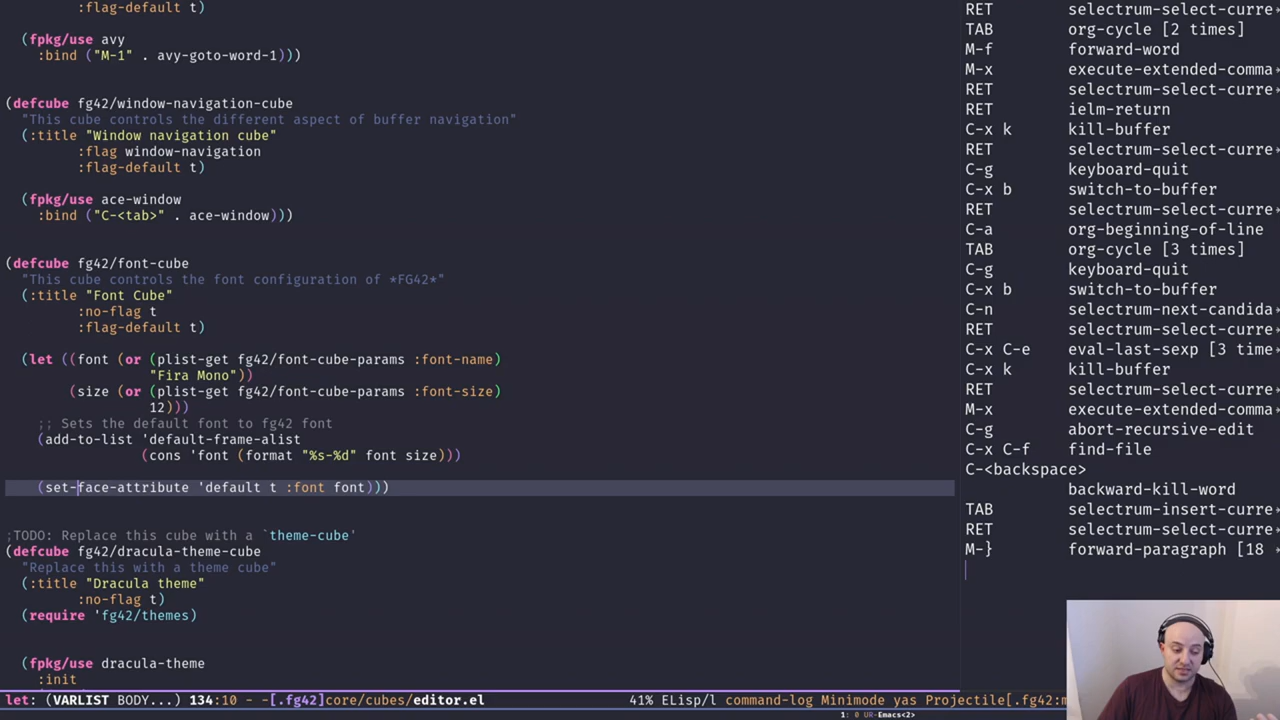 :flag-default t)
(fpkg/use avy
:bind ("M-1" . avy-goto-word-1)))
(defcube fg42/window-navigation-cube
"This cube controls the different aspect of buffer navigation"
(:title "Window navigation cube"
:flag window-navigation
:flag-default t)
(fpkg/use ace-window
:bind ("C-<tab>" . ace-window)))
(defcube fg42/font-cube
"This cube controls the font configuration of *FG42*"
(:title "Font Cube"
:no-flag t
:flag-default t)
(let ((font (or (plist-get fg42/font-cube-params :font-name)
"Fira Mono"))
(size (or (plist-get fg42/font-cube-params :font-size)
12)))
;; Sets the default font to fg42 font
(add-to-list 'default-frame-alist
(cons 'font (format "%s-%d" font size)))
(set-face-attribute 'default t :font font)))
;TODO: Replace this cube with a `theme-cube'
(defcube fg42/dracula-theme-cube
"Replace this with a theme cube"
(:title "Dracula theme"
:no-flag t)
(require 'fg42/themes)
(fpkg/use dracula-theme
:init
let: (VARLIST BODY...) 134:10 - -[.fg42]core/cubes/editor.el 41% ELisp/l command-log Minimode yas Projectile[.fg42:m
1: 0 UR-Emacs<2>
RET selectrum-select-curre
TAB org-cycle [2 times]
M-f forward-word
M-x execute-extended-comma
RET selectrum-select-curre
RET ielm-return
C-x k kill-buffer
RET selectrum-select-curre
C-g keyboard-quit
C-x b switch-to-buffer
RET selectrum-select-curre
C-a org-beginning-of-line
TAB org-cycle [3 times]
C-g keyboard-quit
C-x b switch-to-buffer
C-n selectrum-next-candida
RET selectrum-select-curre
C-x C-e eval-last-sexp [3 time
C-x k kill-buffer
RET selectrum-select-curre
M-x execute-extended-comma
C-g abort-recursive-edit
C-x C-f find-file
C-<backspace>
backward-kill-word
TAB selectrum-insert-curre
RET selectrum-select-curre
M-} forward-paragraph [18